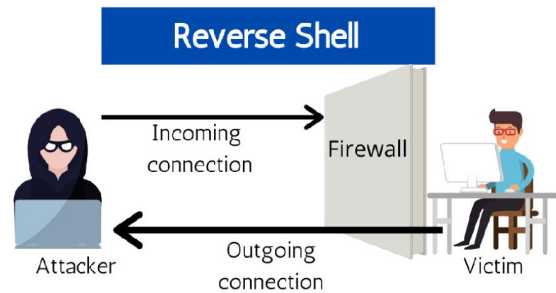 Reverse Shell
Incoming
connection
Firewall
Outgoing
connection
Attacker
Victim